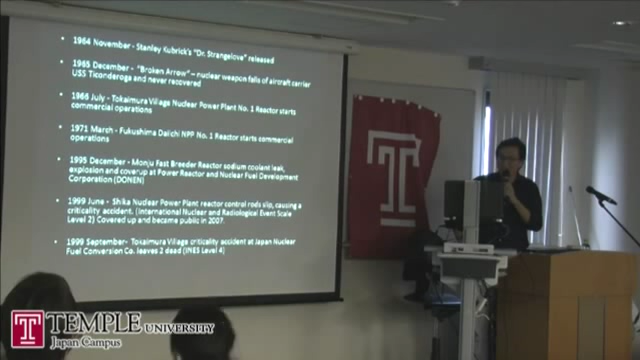 • 1964 November - Stanley Kubrick's "Dr. Strangelove" released
• 1965 December - "Broken Arrow" – nuclear weapon falls of aircraft carrier
USS Ticonderoga and never recovered
• 1966 July - Tokaimura Village Nuclear Power Plant No. 1 Reactor starts
commercial operations
• 1971 March - Fukushima Daiichi NPP No. 1 Reactor starts commercial
operations
• 1995 December - Monju Fast Breeder Reactor sodium coolant leak,
explosion and coverup at Power Reactor and Nuclear Fuel Development
Corporation (DONEN)
• 1999 June - Shika Nuclear Power Plant reactor control rods slip, causing a
criticality accident. (International Nuclear and Radiological Event Scale
Level 2) Covered up and became public in 2007.
• 1999 September- Tokaimura Village criticality accident at Japan Nuclear
Fuel Conversion Co. leaves 2 dead (INES Level 4)
T
T TEMPLE UNIVERSITY
Japan Campus